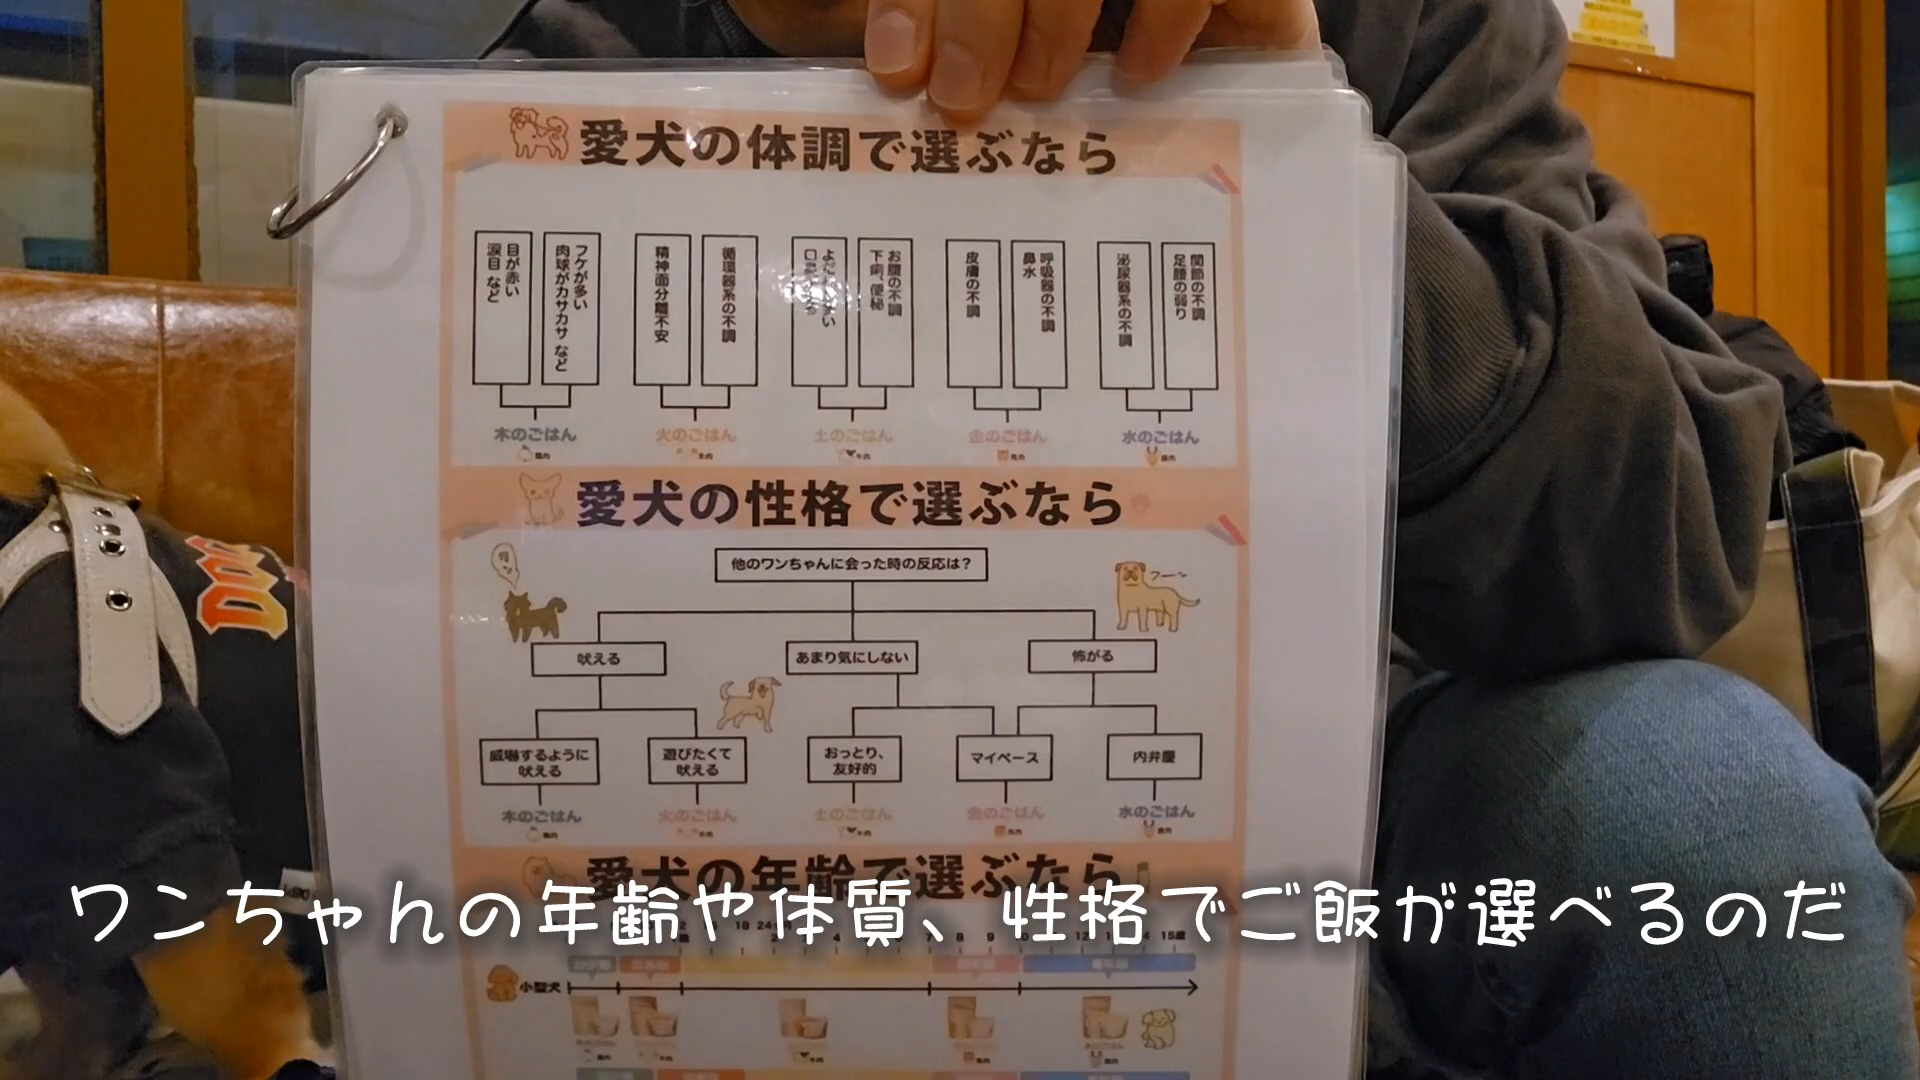 愛犬の体調で選ぶなら
目が赤い
涙目 など
フケが多い
肉球がカサカサ など
精神面分離不安
循環器系の不調
お腹の不調
下痢、便秘
皮膚の不調
呼吸器の不調
鼻水
泌尿器系の不調
関節の不調
足腰の弱り
木のごはん
火のごはん
土のごはん
金のごはん
水のごはん
愛犬の性格で選ぶなら
他のワンちゃんに会った時の反応は?
吠える
あまり気にしない
怖がる
威嚇するように
吠える
遊びたくて
吠える
おっとり、
友好的
マイペース
内弁慶
木のごはん
火のごはん
土のごはん
金のごはん
水のごはん
愛犬の年齢で選ぶなら
ワンちゃんの年齢や体質、性格でご飯が選べるのだ
小型犬